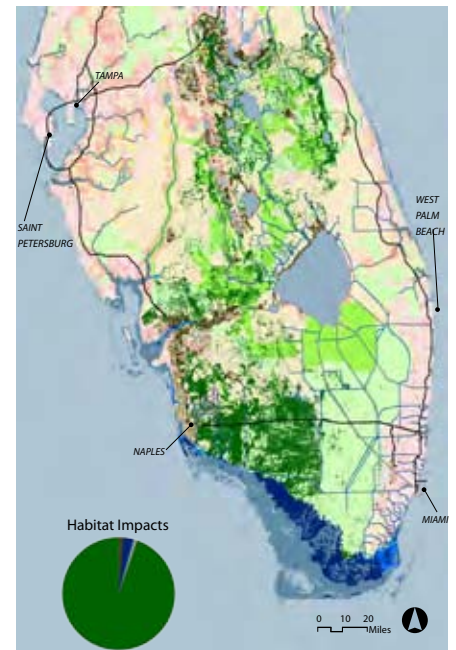 TAMPA
SAINT
PETERSBURG
WEST
PALM
BEACH
NAPLES
MIAMI
Habitat Impacts
0 10 20
Miles